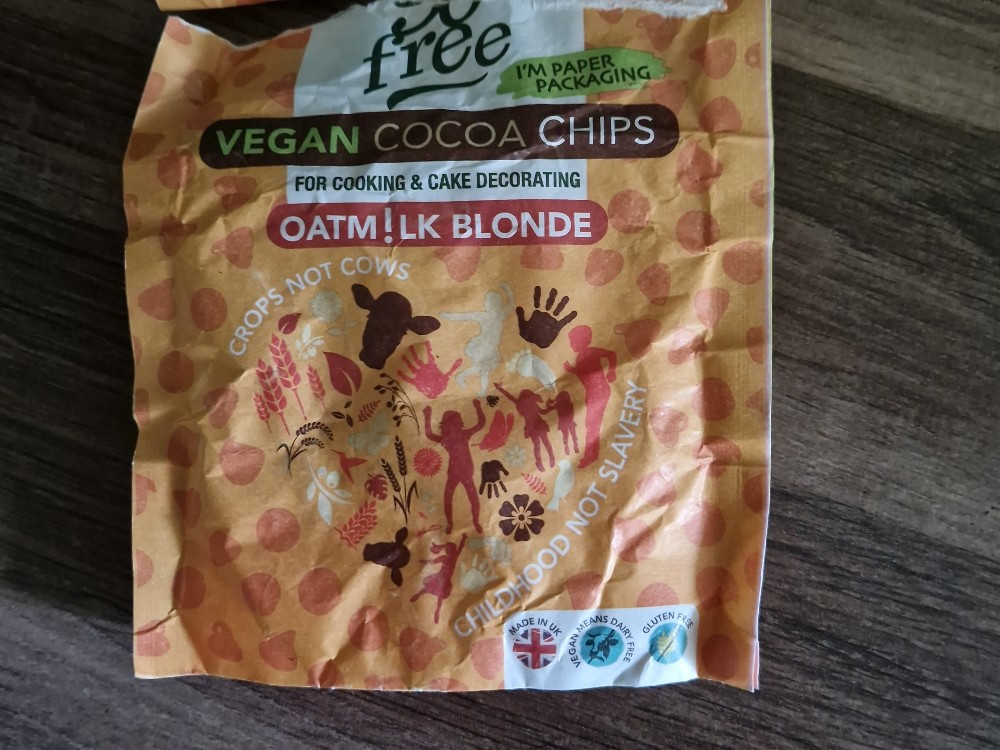 so
free
I'M PAPER
PACKAGING
VEGAN COCOA CHIPS
FOR COOKING & CAKE DECORATING
OATM!LK BLONDE
CROPS NOT COWS
CHILDHOOD NOT SLAVERY
MADE IN UK
VEGAN MEANS DAIRY FREE
GLUTEN FREE